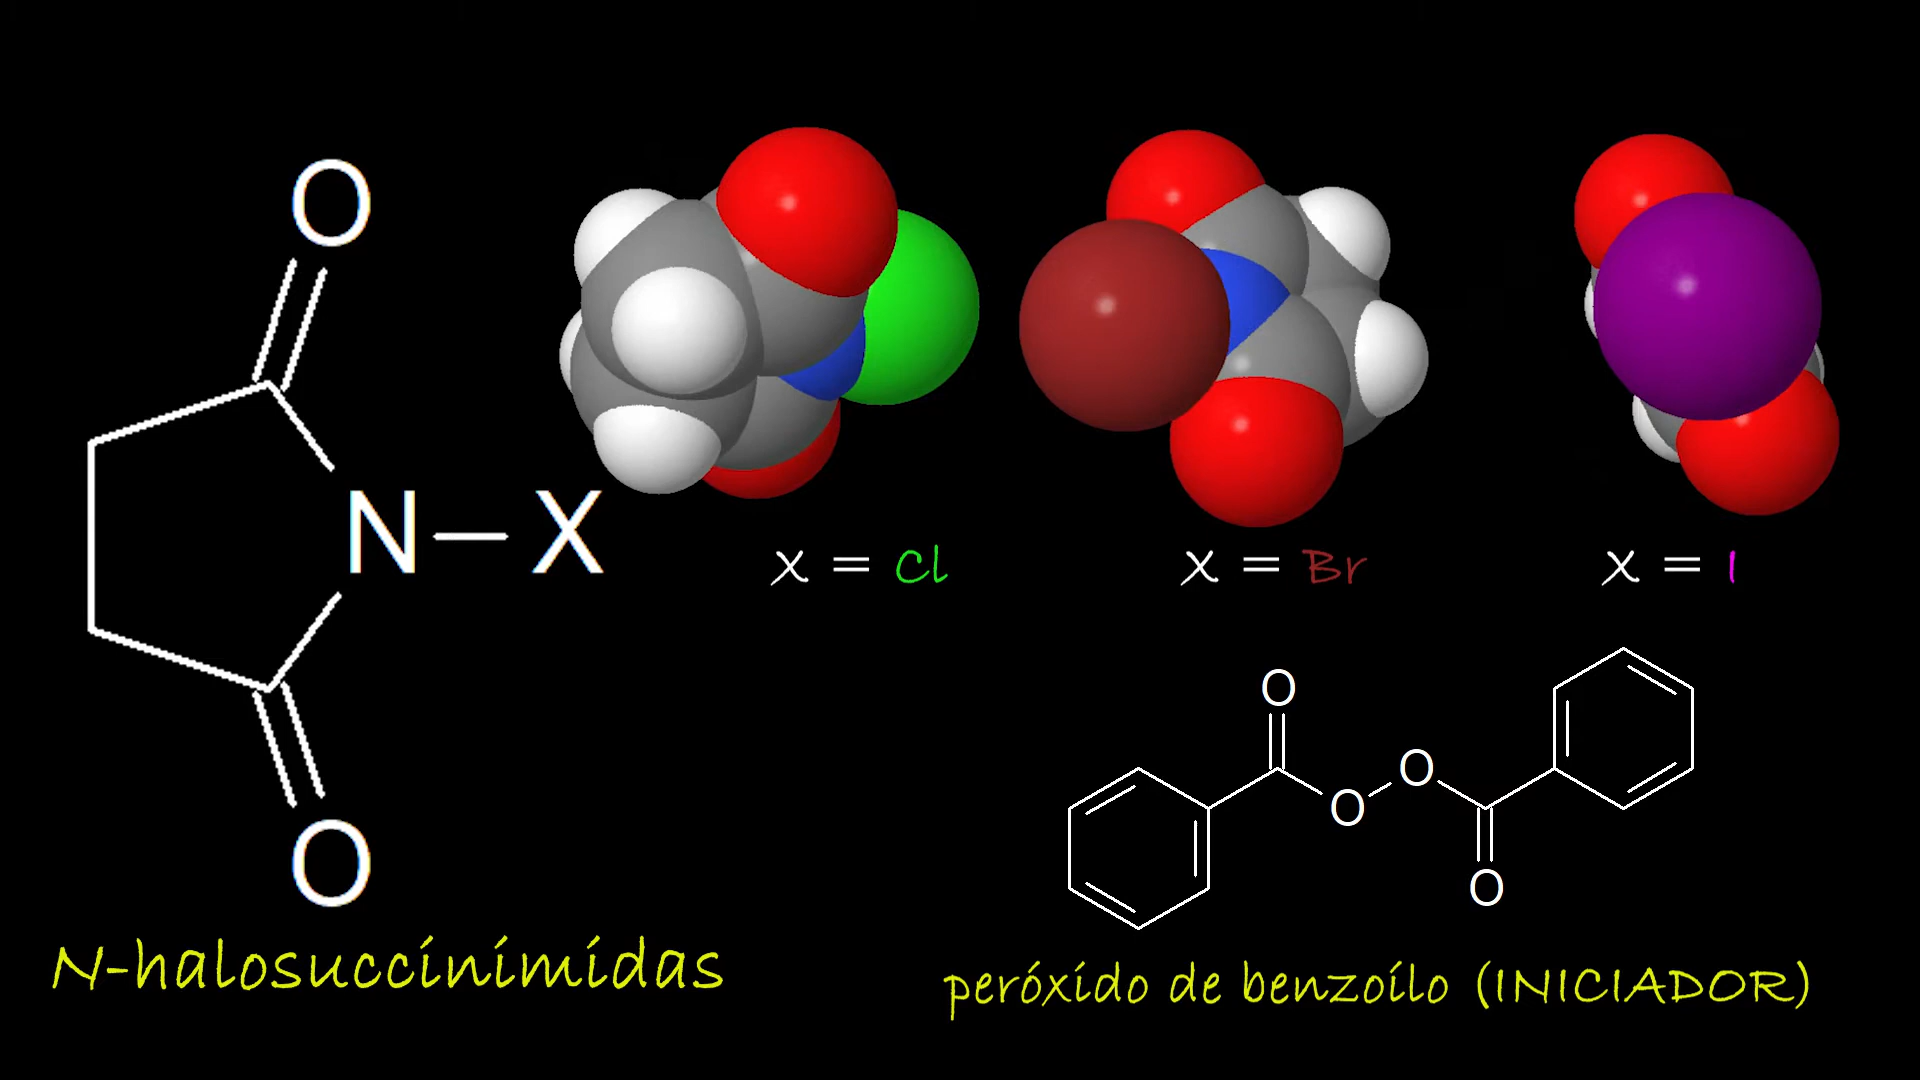 O
N—X
O
N-halosuccinimidas
X = Cl
X = Br
X = I
O
O
O
O
peróxido de benzoílo (INICIADOR)